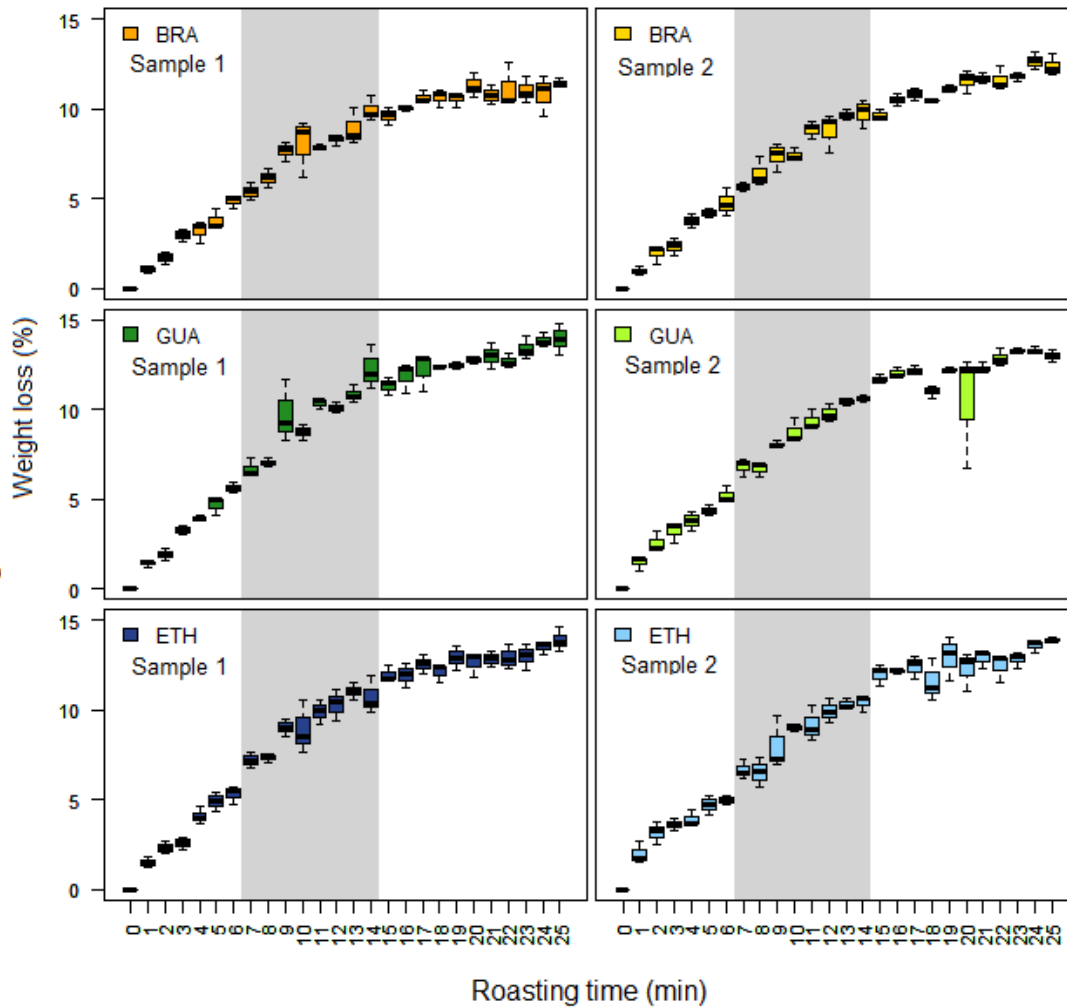 15
10
5
0
BRA
Sample 1
BRA
Sample 2
15
10
5
0
GUA
Sample 1
GUA
Sample 2
15
10
5
0
ETH
Sample 1
ETH
Sample 2
Weight loss (%)
0 1 2 3 4 5 6 7 8 9 10 11 12 13 14 15 16 17 18 19 20 21 22 23 24 25
0 1 2 3 4 5 6 7 8 9 10 11 12 13 14 15 16 17 18 19 20 21 22 23 24 25
Roasting time (min)